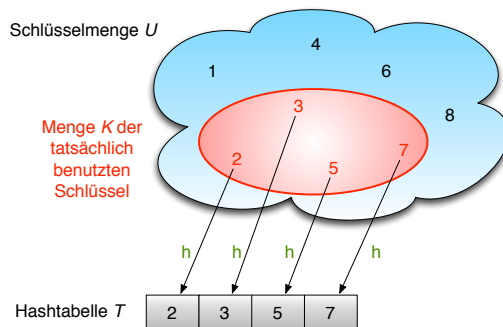 Schlüsselmenge U
4
1
6
3
8
Menge K der
tatsächlich
benutzten
Schlüssel
2
5
7
h
h
h
h
Hashtabelle T
2 3 5 7